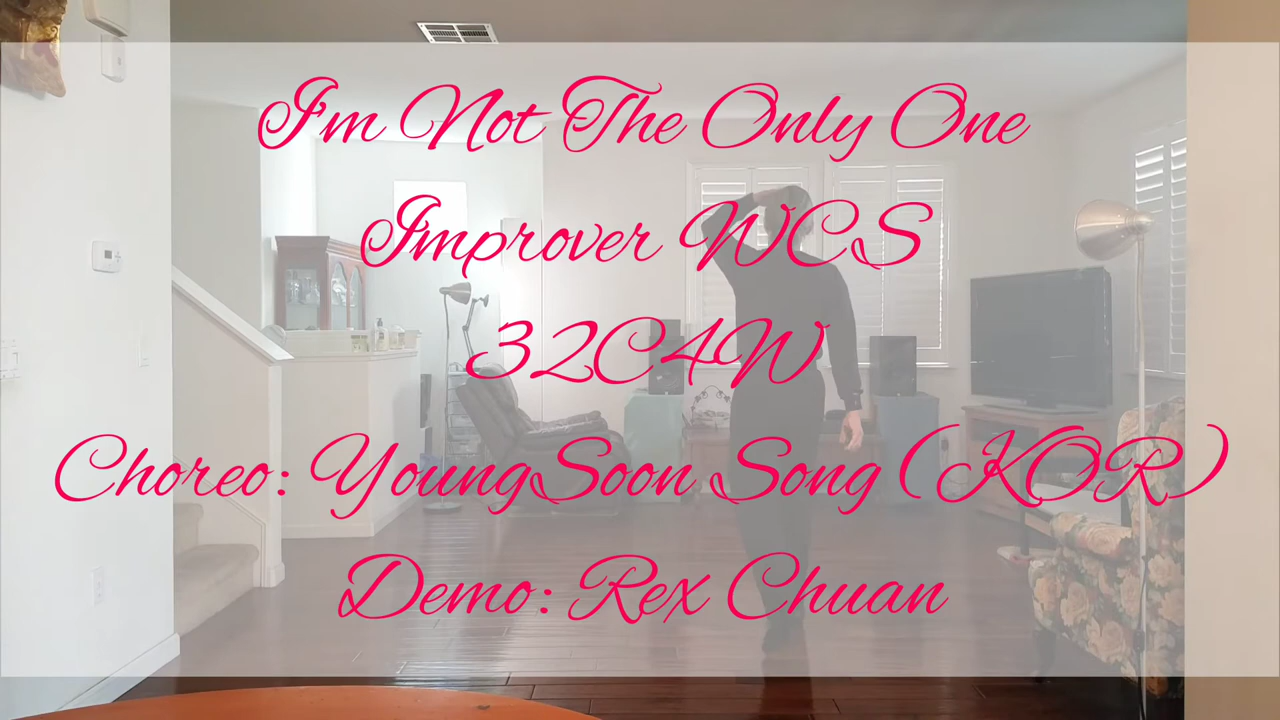 I'm Not The Only One
Improver WCS
32C4W
Choreo: YoungSoon Song (KOR)
Demo: Rex Chuan